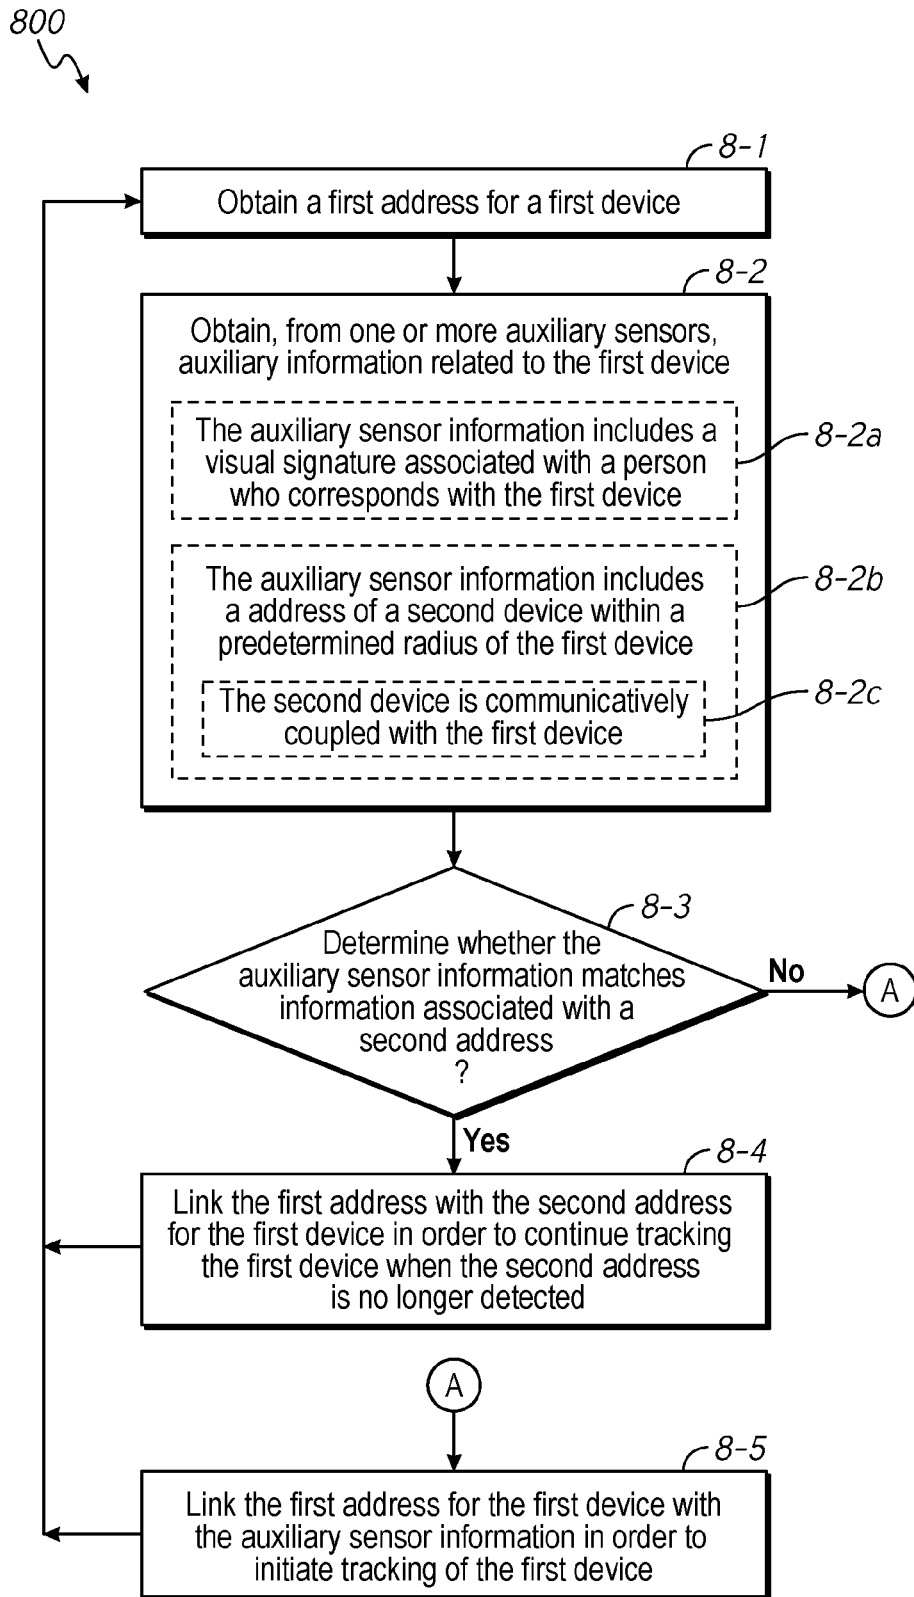 800
8-1
Obtain a first address for a first device
8-2
Obtain, from one or more auxiliary sensors,
auxiliary information related to the first device
The auxiliary sensor information includes a
visual signature associated with a person
who corresponds with the first device
8-2a
The auxiliary sensor information includes
a address of a second device within a
predetermined radius of the first device
8-2b
The second device is communicatively
coupled with the first device
8-2c
8-3
Determine whether the
auxiliary sensor information matches
information associated with a
second address
?
No
A
Yes
8-4
Link the first address with the second address
for the first device in order to continue tracking
the first device when the second address
is no longer detected
A
8-5
Link the first address for the first device with
the auxiliary sensor information in order to
initiate tracking of the first device